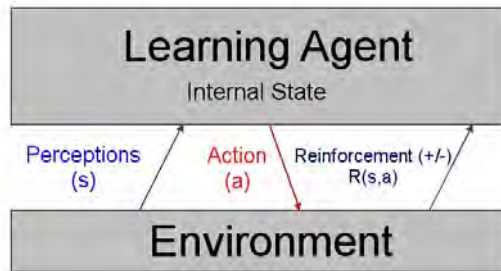 Learning Agent
Internal State
Perceptions
(s)
Action
(a)
Reinforcement (+/-)
R(s,a)
Environment